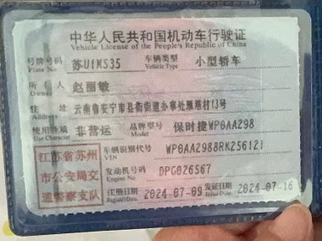 中华人民共和国机动车行驶证
Vehicle License of the People's Republic of China
号牌号码 Plate No. 苏U1MS35 车辆类型 Vehicle Type 小型轿车
所有人 Owner 赵丽敏
住址 云南省安宁市县街街道办事处雁塔村13号
使用性质 Use Character 非营运 品牌型号 Model 保时捷WP0AA298
江苏省苏州市公安局交通警察支队
车辆识别代号 VIN WP0AA2988RK256121
发动机号码 Engine No. DPG026567
注册日期 Register Date 2024-07-09 发证日期 Issue Date 2024-07-16